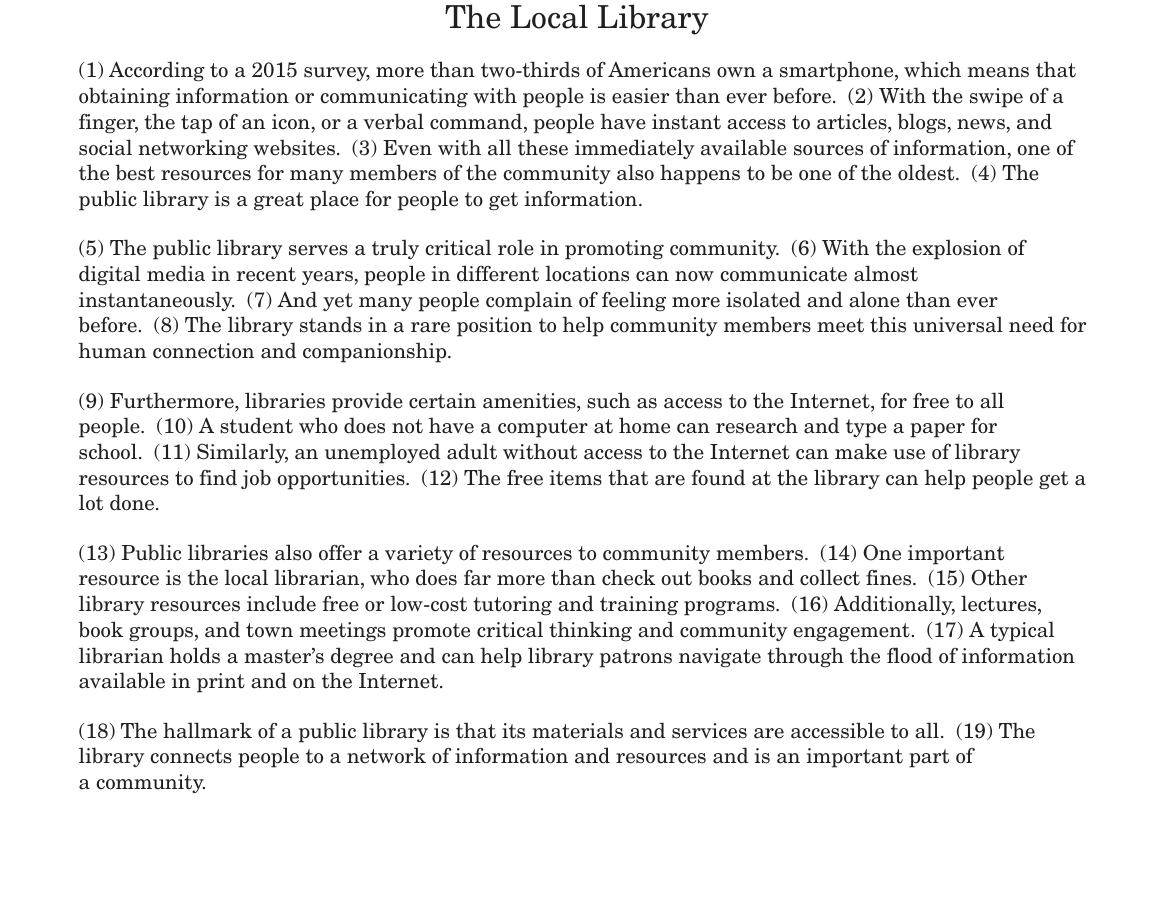 The Local Library
(1) According to a 2015 survey, more than two-thirds of Americans own a smartphone, which means that
obtaining information or communicating with people is easier than ever before.  (2) With the swipe of a
finger, the tap of an icon, or a verbal command, people have instant access to articles, blogs, news, and
social networking websites.  (3) Even with all these immediately available sources of information, one of
the best resources for many members of the community also happens to be one of the oldest.  (4) The
public library is a great place for people to get information.
(5) The public library serves a truly critical role in promoting community.  (6) With the explosion of
digital media in recent years, people in different locations can now communicate almost
instantaneously.  (7) And yet many people complain of feeling more isolated and alone than ever
before.  (8) The library stands in a rare position to help community members meet this universal need for
human connection and companionship.
(9) Furthermore, libraries provide certain amenities, such as access to the Internet, for free to all
people.  (10) A student who does not have a computer at home can research and type a paper for
school.  (11) Similarly, an unemployed adult without access to the Internet can make use of library
resources to find job opportunities.  (12) The free items that are found at the library can help people get a
lot done.
(13) Public libraries also offer a variety of resources to community members.  (14) One important
resource is the local librarian, who does far more than check out books and collect fines.  (15) Other
library resources include free or low-cost tutoring and training programs.  (16) Additionally, lectures,
book groups, and town meetings promote critical thinking and community engagement.  (17) A typical
librarian holds a master's degree and can help library patrons navigate through the flood of information
available in print and on the Internet.
(18) The hallmark of a public library is that its materials and services are accessible to all.  (19) The
library connects people to a network of information and resources and is an important part of
a community.